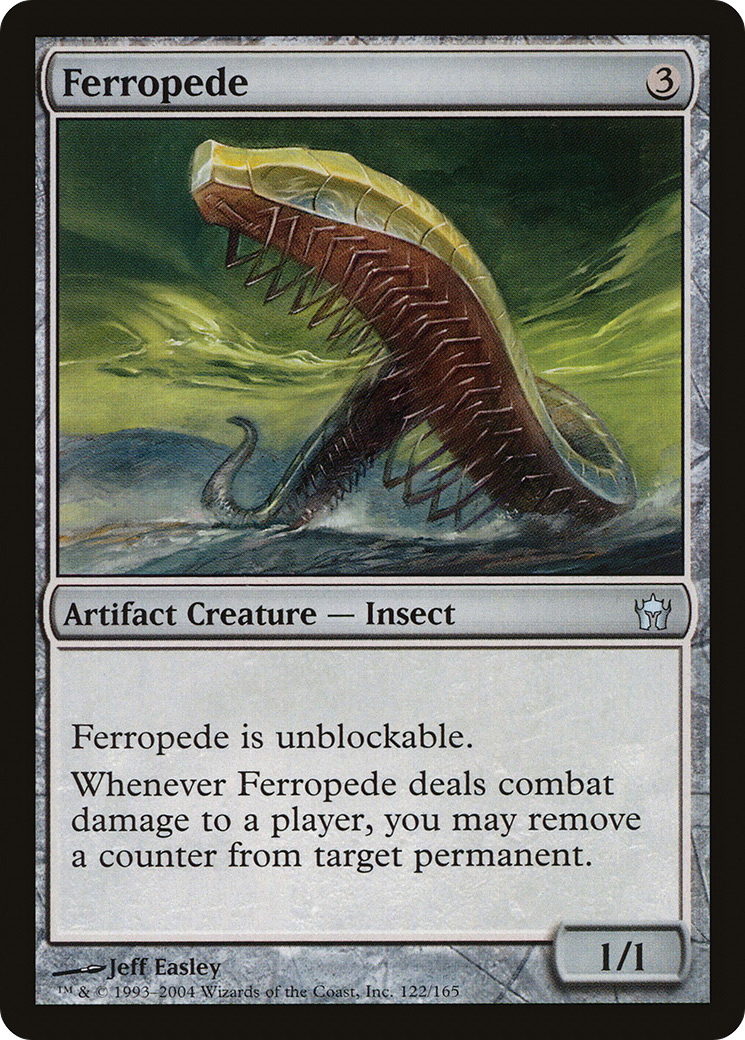 Ferropede
3
Artifact Creature — Insect
Ferropede is unblockable.
Whenever Ferropede deals combat
damage to a player, you may remove
a counter from target permanent.
1/1
Jeff Easley
™ & © 1993–2004 Wizards of the Coast, Inc. 122/165